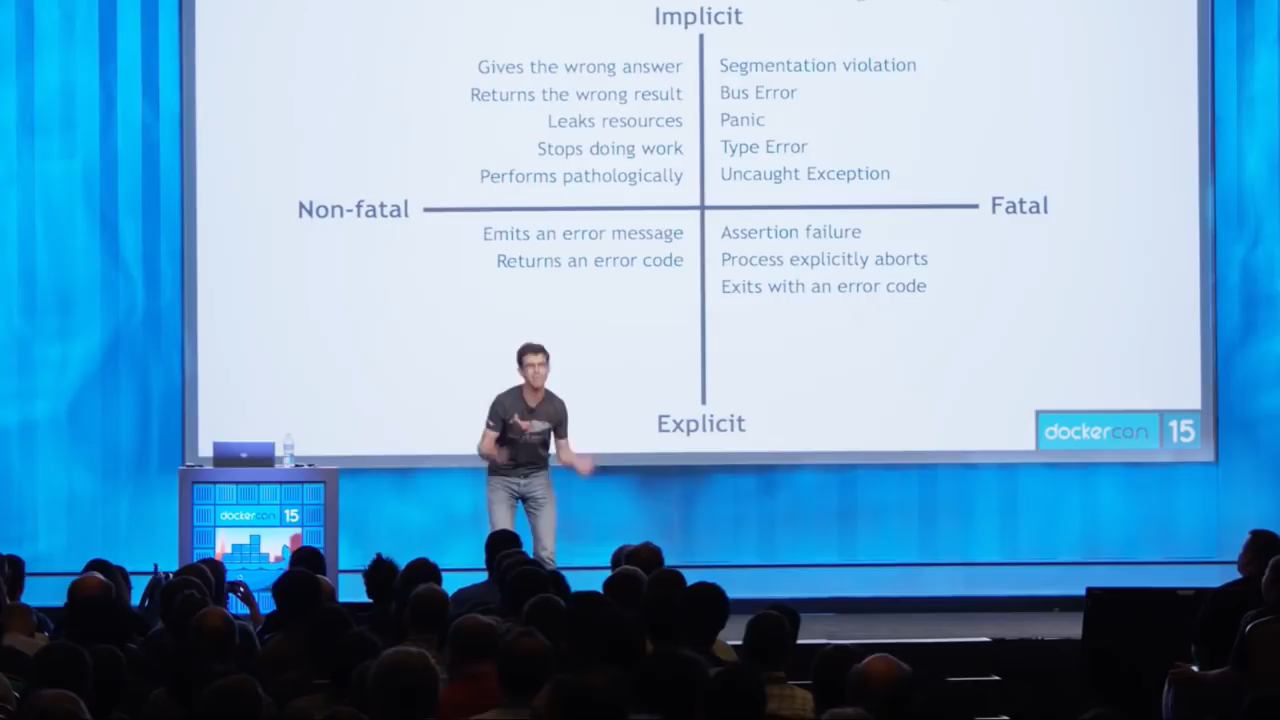 Implicit
Gives the wrong answer
Returns the wrong result
Leaks resources
Stops doing work
Performs pathologically
Segmentation violation
Bus Error
Panic
Type Error
Uncaught Exception
Non-fatal
Fatal
Emits an error message
Returns an error code
Assertion failure
Process explicitly aborts
Exits with an error code
Explicit
dockercon 15
dockercon 15